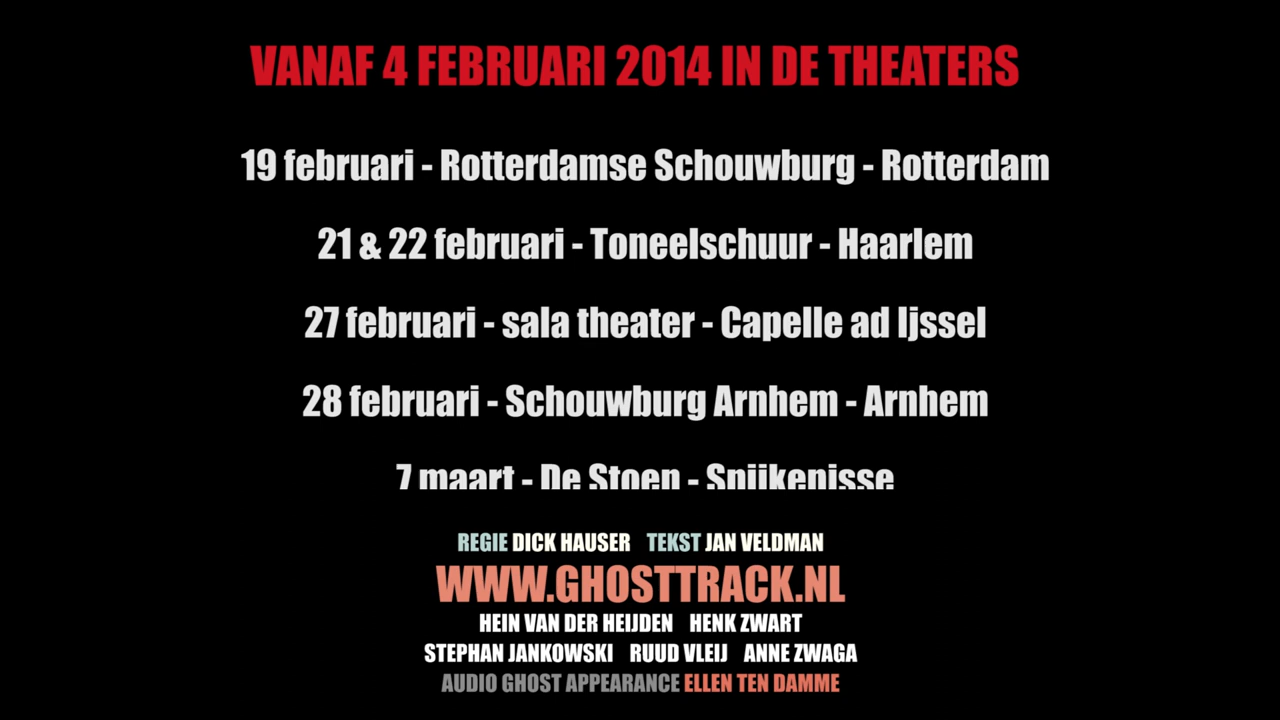 VANAF 4 FEBRUARI 2014 IN DE THEATERS
19 februari - Rotterdamse Schouwburg - Rotterdam
21 & 22 februari - Toneelschuur - Haarlem
27 februari - sala theater - Capelle ad Ijssel
28 februari - Schouwburg Arnhem - Arnhem
7 maart - De Stoep - Spijkenisse
REGIE DICK HAUSER TEKST JAN VELDMAN
WWW.GHOSTTRACK.NL
HEIN VAN DER HEIJDEN HENK ZWART
STEPHAN JANKOWSKI RUUD VLEIJ ANNE ZWAGA
AUDIO GHOST APPEARANCE ELLEN TEN DAMME